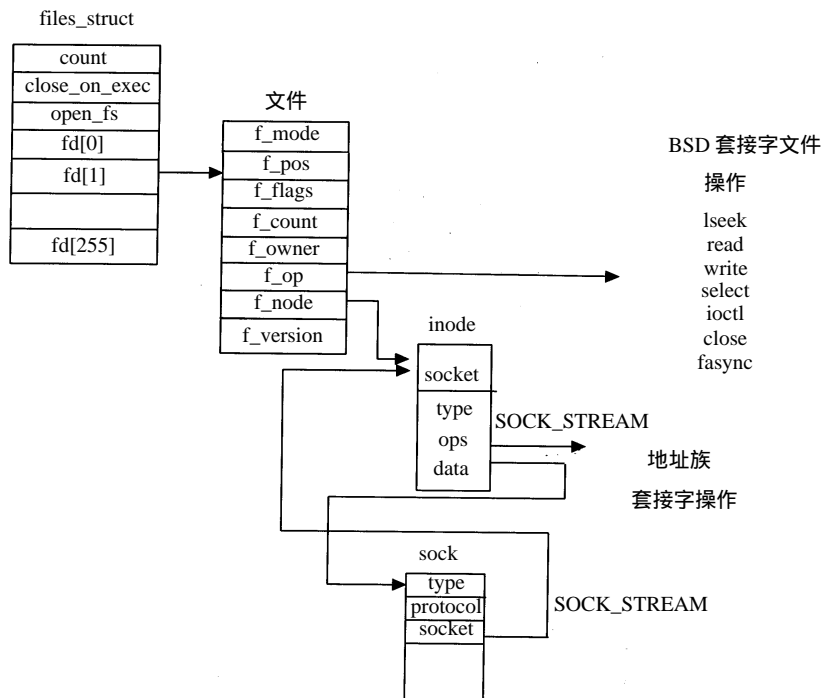 files_struct
count
close_on_exec
open_fs
fd[0]
fd[1]
fd[255]
文件
f_mode
f_pos
f_flags
f_count
f_owner
f_op
f_node
f_version
BSD 套接字文件
操作
lseek
read
write
select
ioctl
close
fasync
inode
socket
type
ops
data
SOCK_STREAM
地址族
套接字操作
sock
type
protocol
socket
SOCK_STREAM